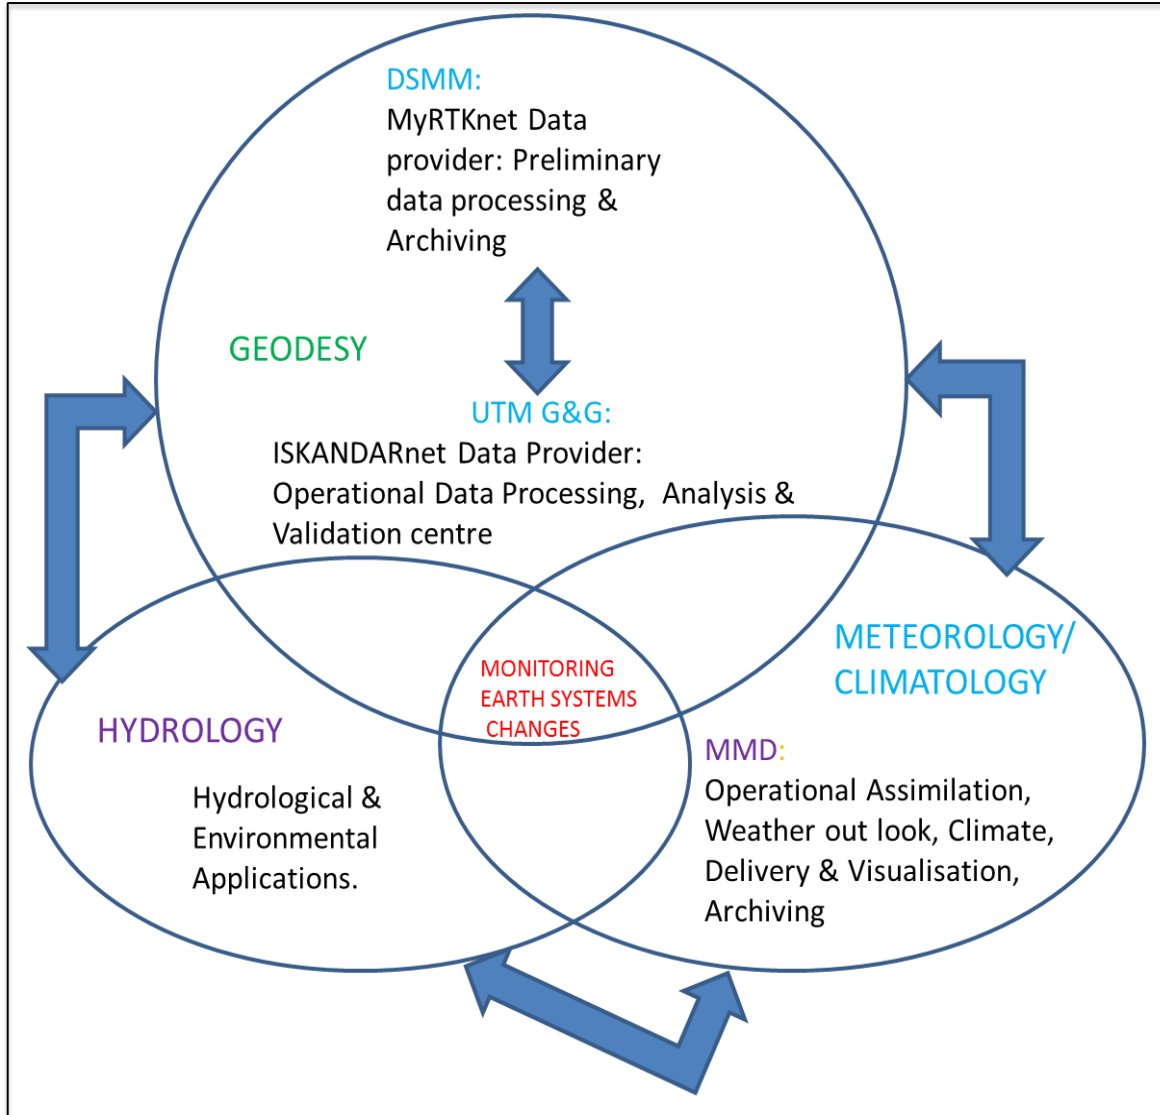 DSMM:
MyRTKnet Data
provider: Preliminary
data processing &
Archiving
GEODESY
UTM G&G:
ISKANDARnet Data Provider:
Operational Data Processing, Analysis &
Validation centre
MONITORING
EARTH SYSTEMS
CHANGES
METEOROLOGY/
CLIMATOLOGY
HYDROLOGY
Hydrological &
Environmental
Applications.
MMD:
Operational Assimilation,
Weather out look, Climate,
Delivery & Visualisation,
Archiving